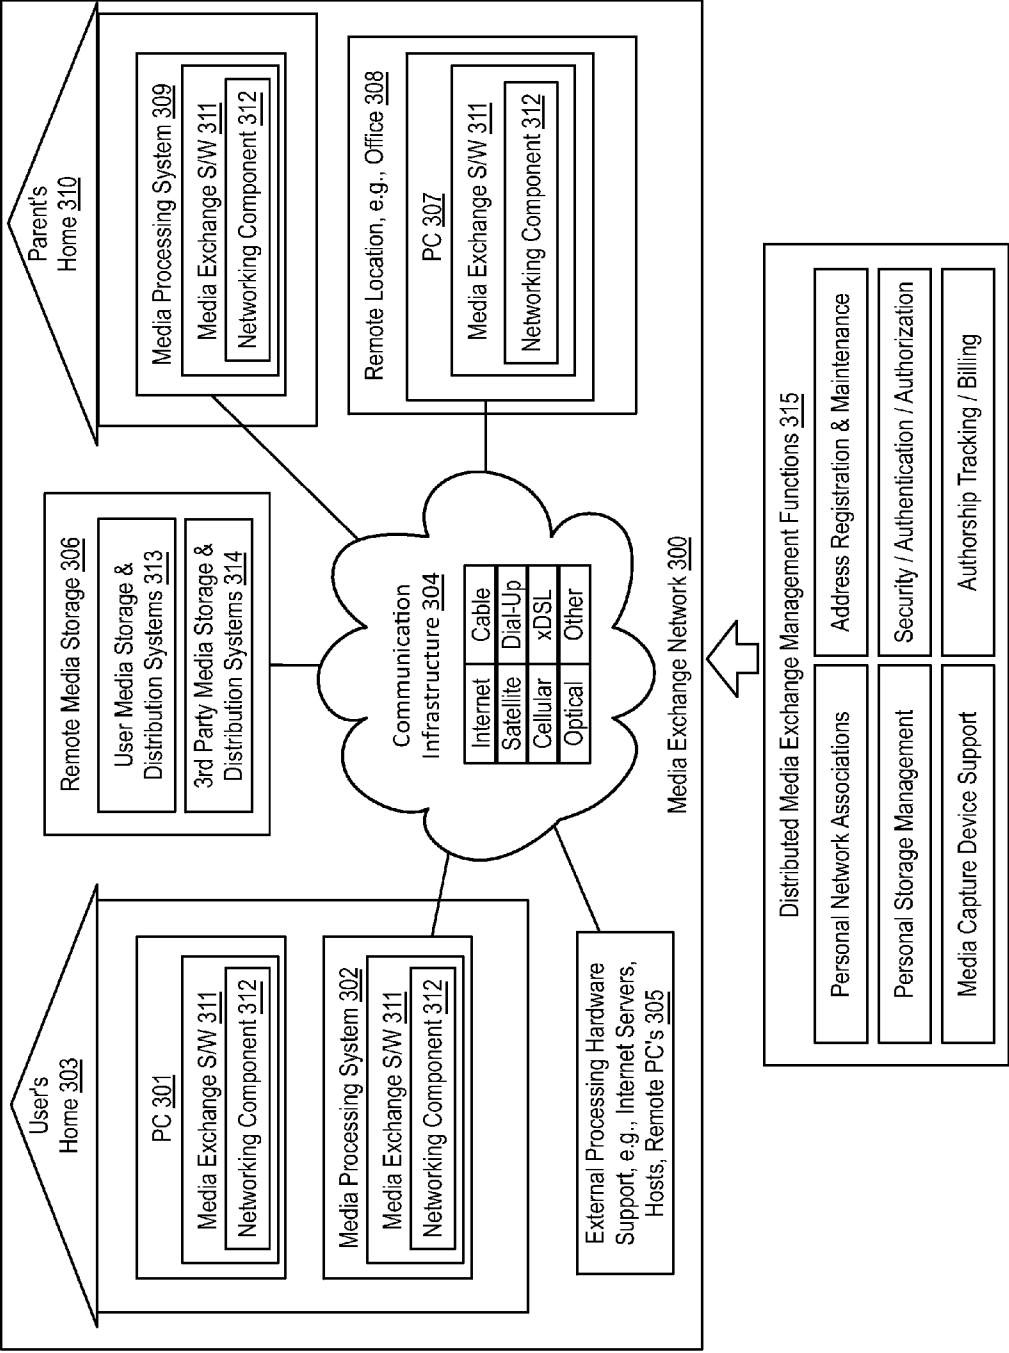 User's
Home 303
PC 301
Media Exchange S/W 311
Networking Component 312
Media Processing System 302
Media Exchange S/W 311
Networking Component 312
External Processing Hardware
Support, e.g., Internet Servers,
Hosts, Remote PC's 305
Remote Media Storage 306
User Media Storage &
Distribution Systems 313
3rd Party Media Storage &
Distribution Systems 314
Communication
Infrastructure 304
Internet
Cable
Satellite
Dial-Up
Cellular
xDSL
Optical
Other
Parent's
Home 310
Media Processing System 309
Media Exchange S/W 311
Networking Component 312
Remote Location, e.g., Office 308
PC 307
Media Exchange S/W 311
Networking Component 312
Media Exchange Network 300
Distributed Media Exchange Management Functions 315
Personal Network Associations
Address Registration & Maintenance
Personal Storage Management
Security / Authentication / Authorization
Media Capture Device Support
Authorship Tracking / Billing